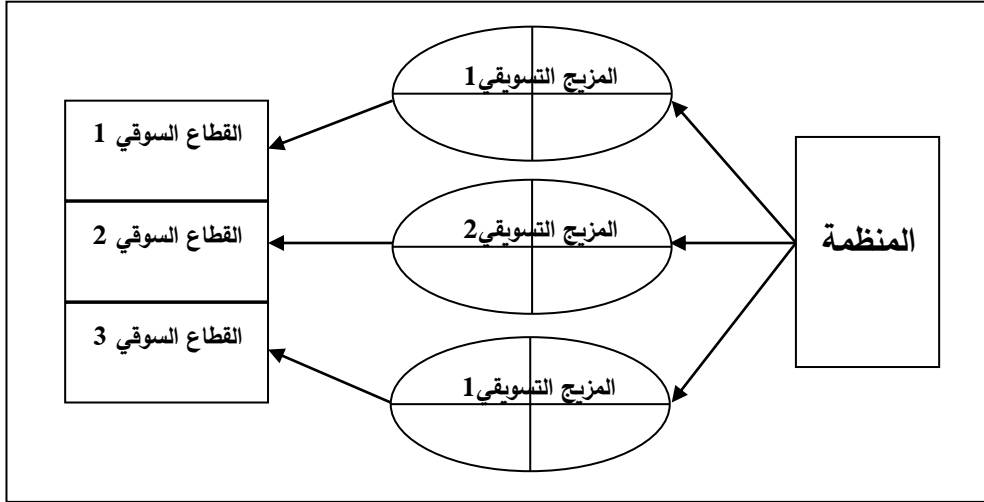 المزيج التسويقي1
القطاع السوقي 1
المنظمة
المزيج التسويقي2
القطاع السوقي 2
القطاع السوقي 3
المزيج التسويقي1